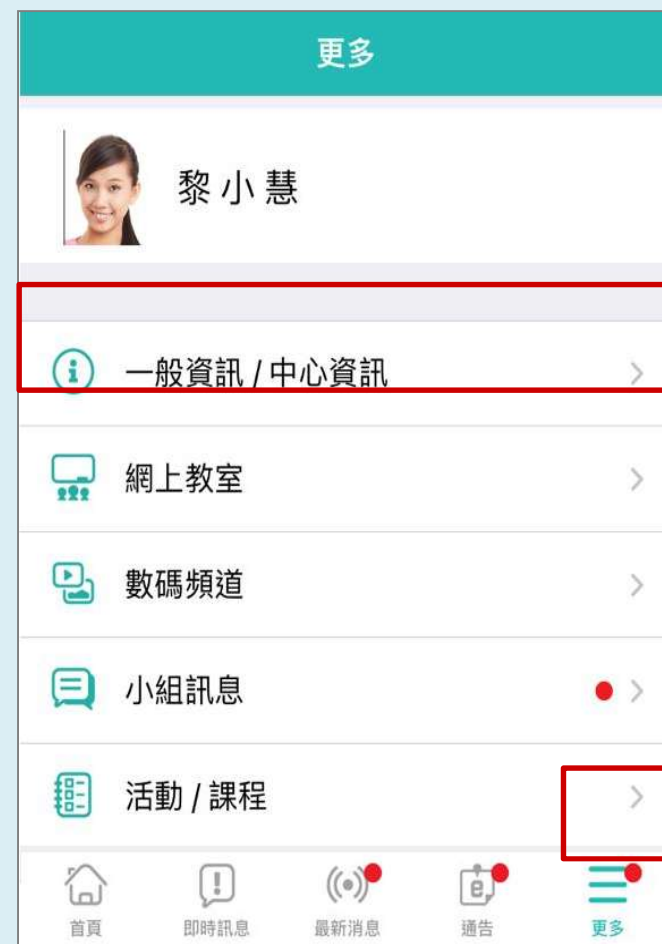 更多
黎小慧
一般資訊 / 中心資訊
網上教室
數碼頻道
小組訊息
活動 / 課程
首頁 即時訊息 最新消息 通告 更多